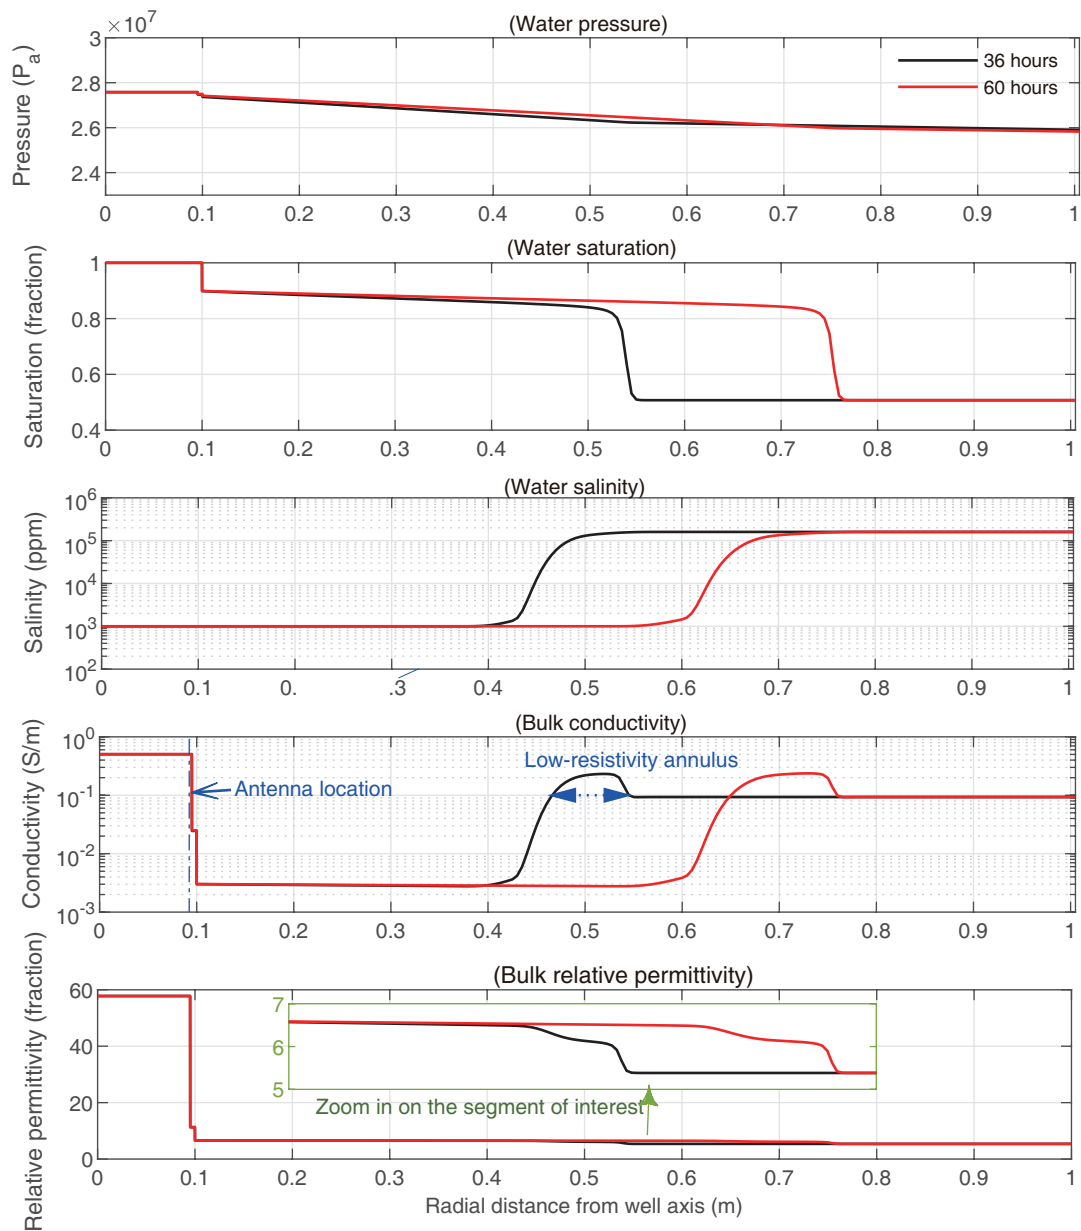 (Water pressure)
×10⁷
3
2.8
2.6
2.4
Pressure (Pₐ)
36 hours
60 hours
0 0.1 0.2 0.3 0.4 0.5 0.6 0.7 0.8 0.9 1
(Water saturation)
1
0.8
0.6
0.4
Saturation (fraction)
0 0.1 0.2 0.3 0.4 0.5 0.6 0.7 0.8 0.9 1
(Water salinity)
10⁶
10⁵
10⁴
10³
10²
Salinity (ppm)
0 0.1 0. .3 0.4 0.5 0.6 0.7 0.8 0.9 1
(Bulk conductivity)
10⁰
10⁻¹
10⁻²
10⁻³
Conductivity (S/m)
Low-resistivity annulus
Antenna location
0 0.1 0.2 0.3 0.4 0.5 0.6 0.7 0.8 0.9 1
(Bulk relative permittivity)
60
40
20
0
Relative permittivity (fraction)
7
6
5
Zoom in on the segment of interest
0 0.1 0.2 0.3 0.4 0.5 0.6 0.7 0.8 0.9 1
Radial distance from well axis (m)